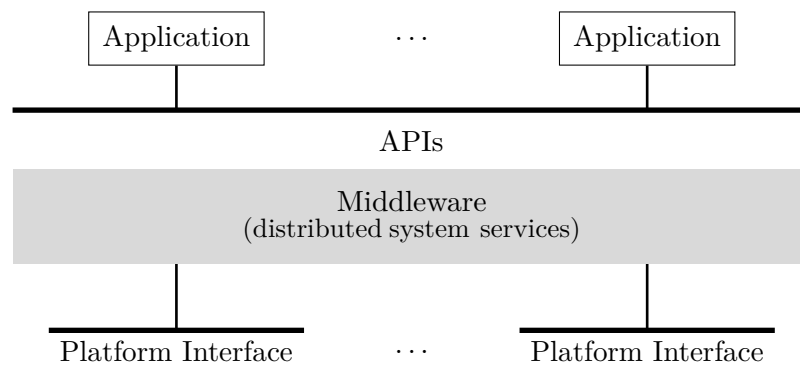 Application ... Application
APIs
Middleware
(distributed system services)
Platform Interface ... Platform Interface